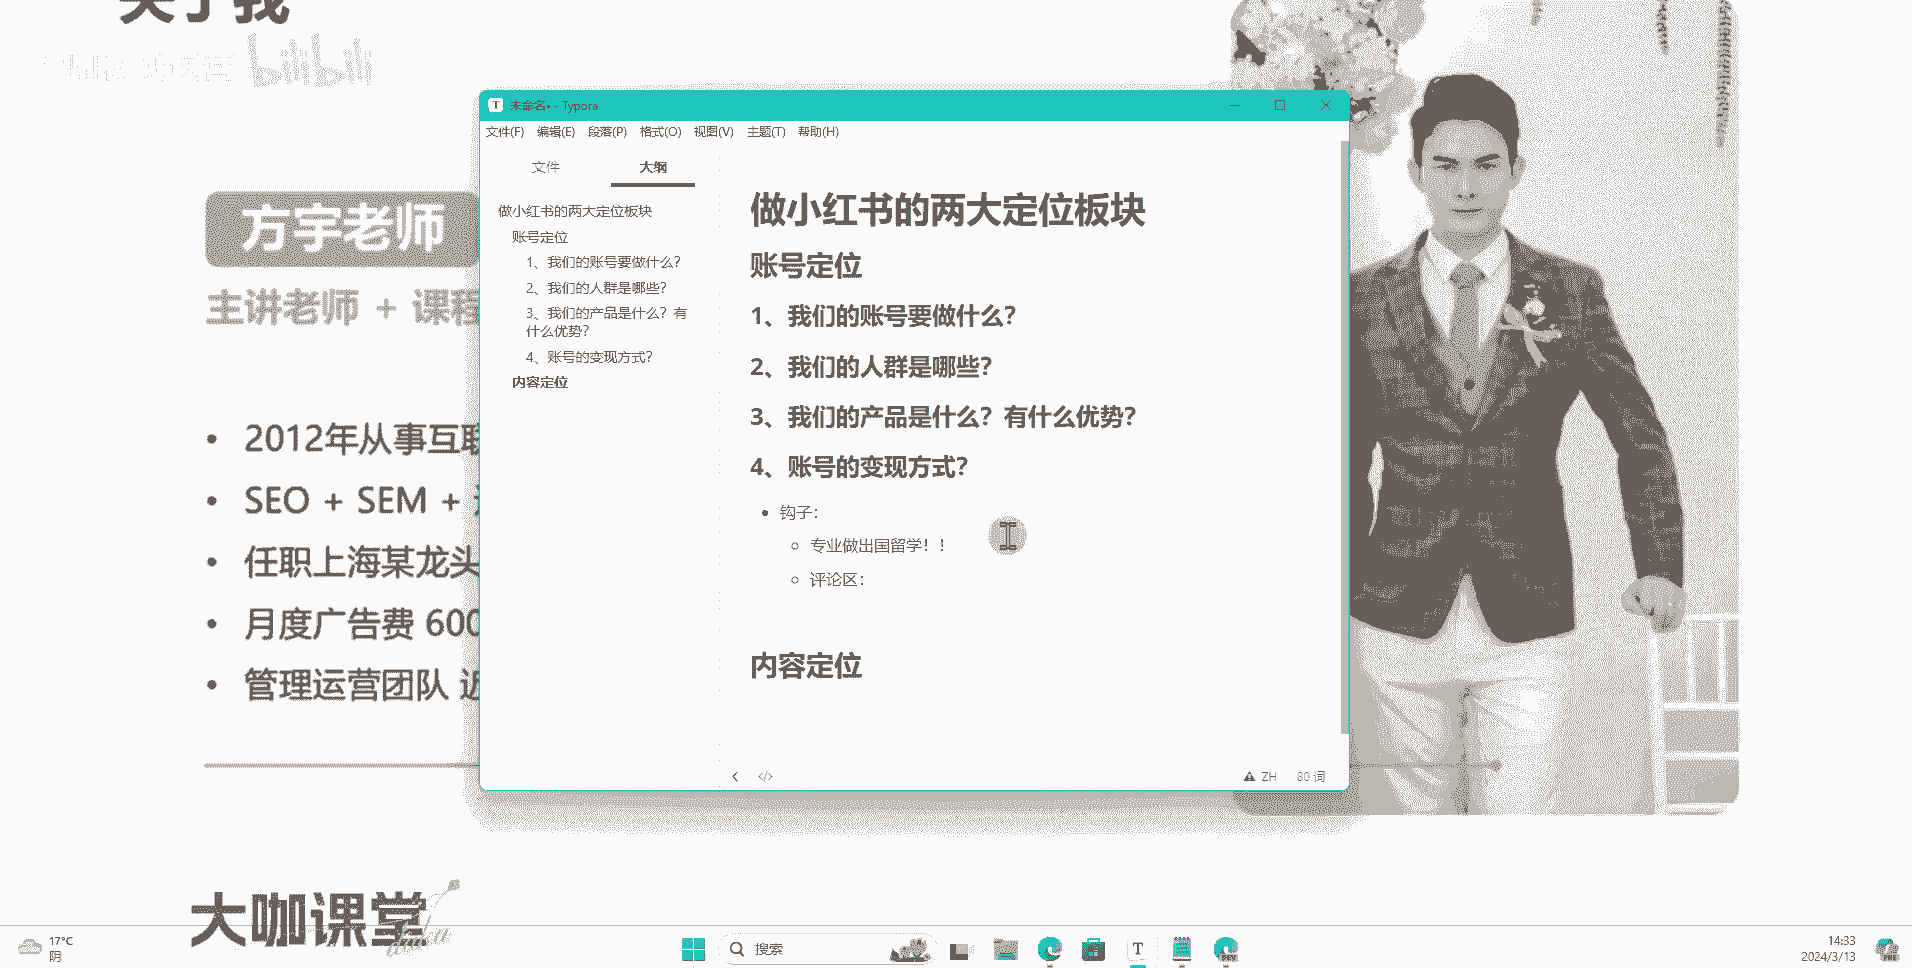 关于我
bilibili
未命名• - Typora
文件(F) 编辑(E) 段落(P) 格式(O) 视图(V) 主题(T) 帮助(H)
文件 大纲
做小红书的两大定位板块
账号定位
1、我们的账号要做什么？
2、我们的人群是哪些？
3、我们的产品是什么？有
什么优势？
4、账号的变现方式？
内容定位
做小红书的两大定位板块
账号定位
1、我们的账号要做什么？
2、我们的人群是哪些？
3、我们的产品是什么？有什么优势？
4、账号的变现方式？
钩子：
专业做出国留学！！
评论区：
内容定位
ZH 80 词
方宇老师
主讲老师 + 课程
2012年从事互联
SEO + SEM +
任职上海某龙头
月度广告费 600
管理运营团队 近
大咖课堂
daka
17°C
阴
搜索
T
DEV
14:33
2024/3/13
PRE